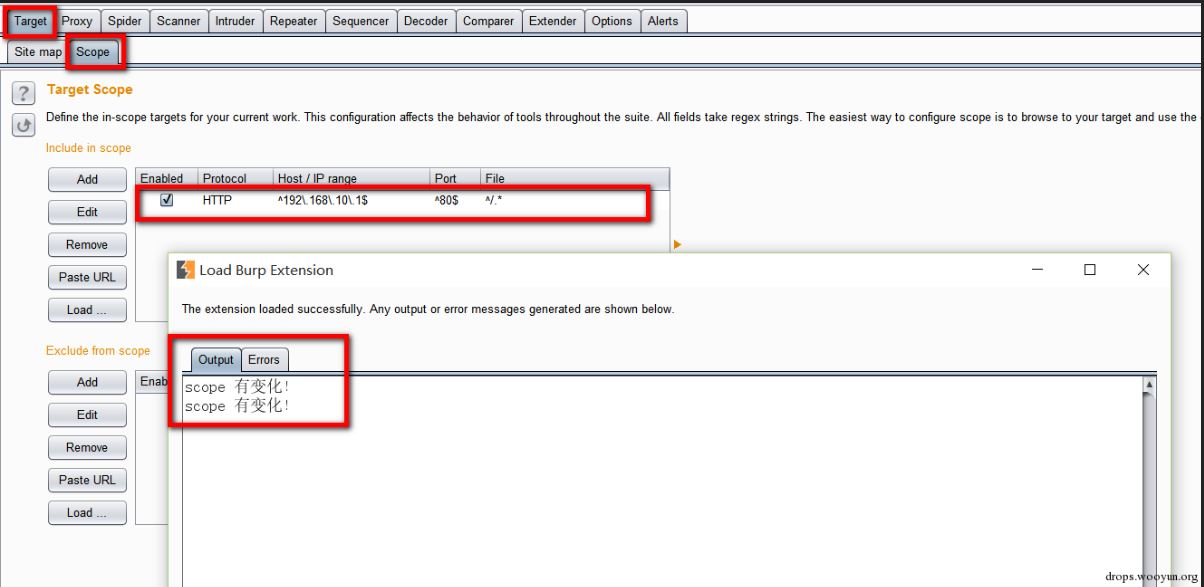 Target Proxy Spider Scanner Intruder Repeater Sequencer Decoder Comparer Extender Options Alerts
Site map Scope
? Target Scope
Define the in-scope targets for your current work. This configuration affects the behavior of tools throughout the suite. All fields take regex strings. The easiest way to configure scope is to browse to your target and use the
Include in scope
Add
Edit
Remove
Paste URL
Load ...
Enabled Protocol Host / IP range Port File
HTTP ^192\.168\.10\.1$ ^80$ ^/.*
Load Burp Extension
The extension loaded successfully. Any output or error messages generated are shown below.
Output Errors
scope 有变化!
scope 有变化!
Exclude from scope
Add
Edit
Remove
Paste URL
Load ...
Enab
drops.wooyun.org